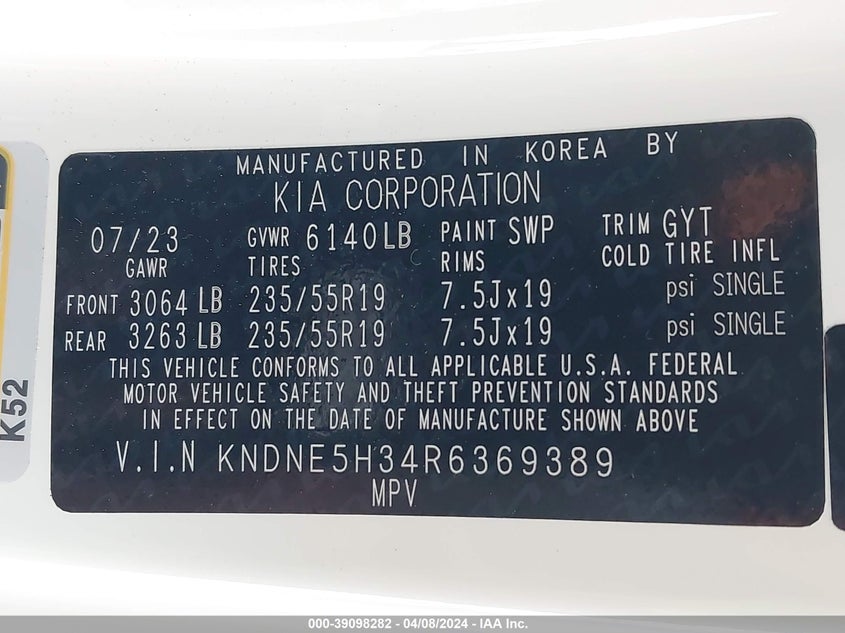 MANUFACTURED IN KOREA BY
KIA CORPORATION
07/23 GVWR 6140LB PAINT SWP TRIM GYT
GAWR TIRES RIMS COLD TIRE INFL
FRONT 3064 LB 235/55R19 7.5Jx19 psi SINGLE
REAR 3263 LB 235/55R19 7.5Jx19 psi SINGLE
THIS VEHICLE CONFORMS TO ALL APPLICABLE U.S.A. FEDERAL
MOTOR VEHICLE SAFETY AND THEFT PREVENTION STANDARDS
IN EFFECT ON THE DATE OF MANUFACTURE SHOWN ABOVE
V.I.N KNDNE5H34R6369389
MPV
K52
000-39098282 - 04/08/2024 - IAA Inc.